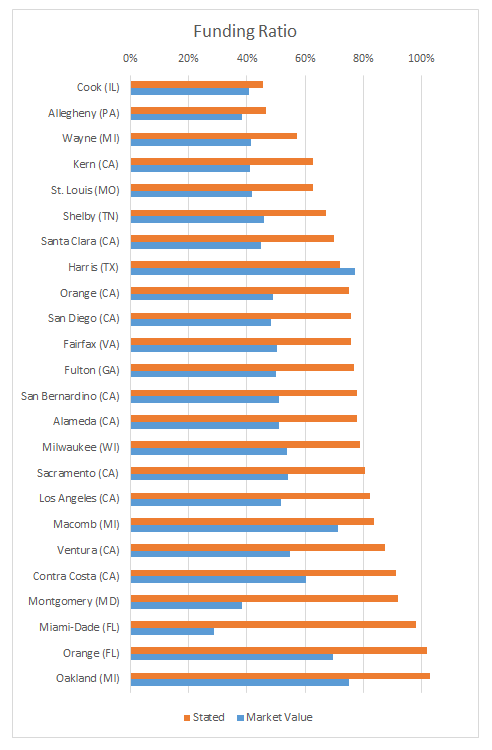 Funding Ratio
0% 20% 40% 60% 80% 100%
Cook (IL)
Allegheny (PA)
Wayne (MI)
Kern (CA)
St. Louis (MO)
Shelby (TN)
Santa Clara (CA)
Harris (TX)
Orange (CA)
San Diego (CA)
Fairfax (VA)
Fulton (GA)
San Bernardino (CA)
Alameda (CA)
Milwaukee (WI)
Sacramento (CA)
Los Angeles (CA)
Macomb (MI)
Ventura (CA)
Contra Costa (CA)
Montgomery (MD)
Miami-Dade (FL)
Orange (FL)
Oakland (MI)
Stated Market Value